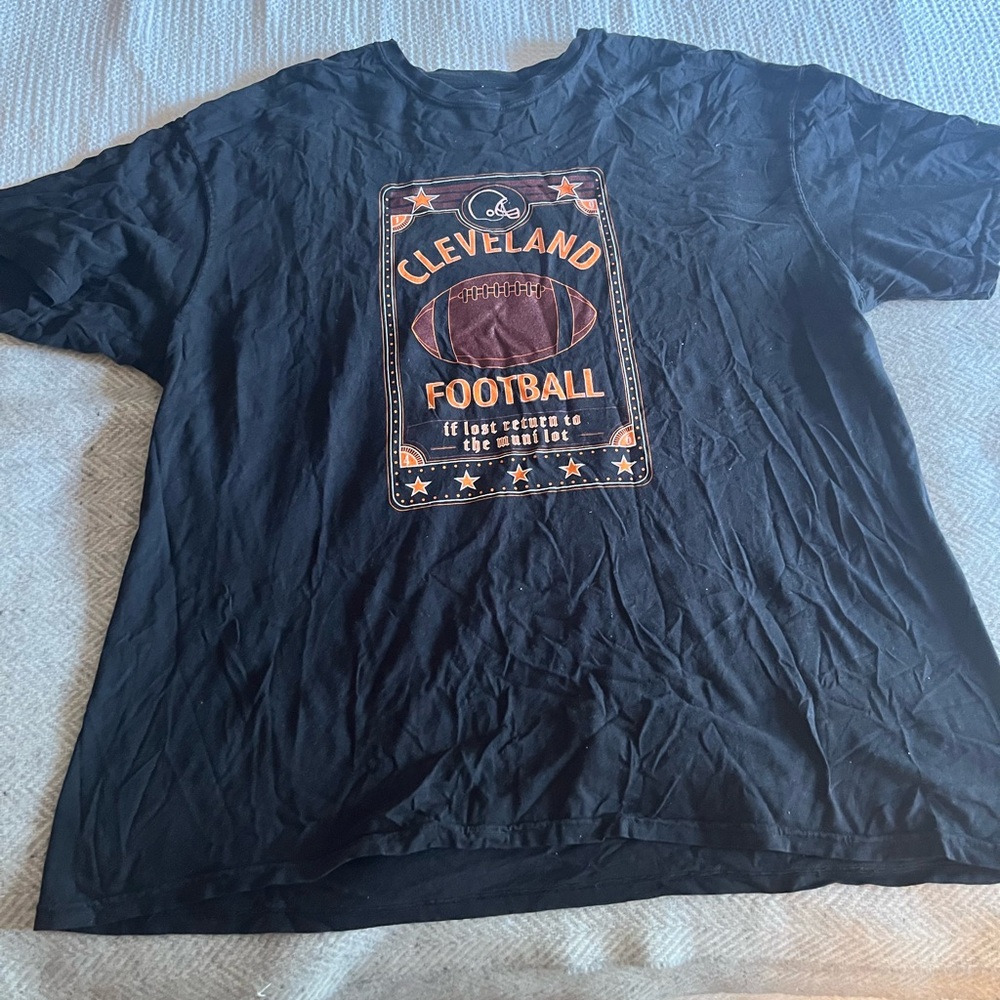 CLEVELAND
FOOTBALL
if lost return to
the muni lot